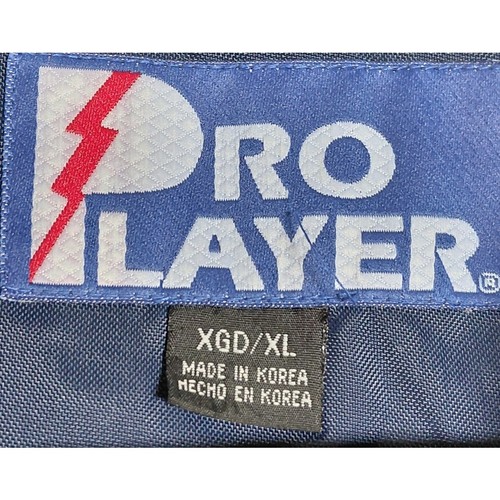 PRO
PLAYER®
XGD/XL
MADE IN KOREA
HECHO EN KOREA